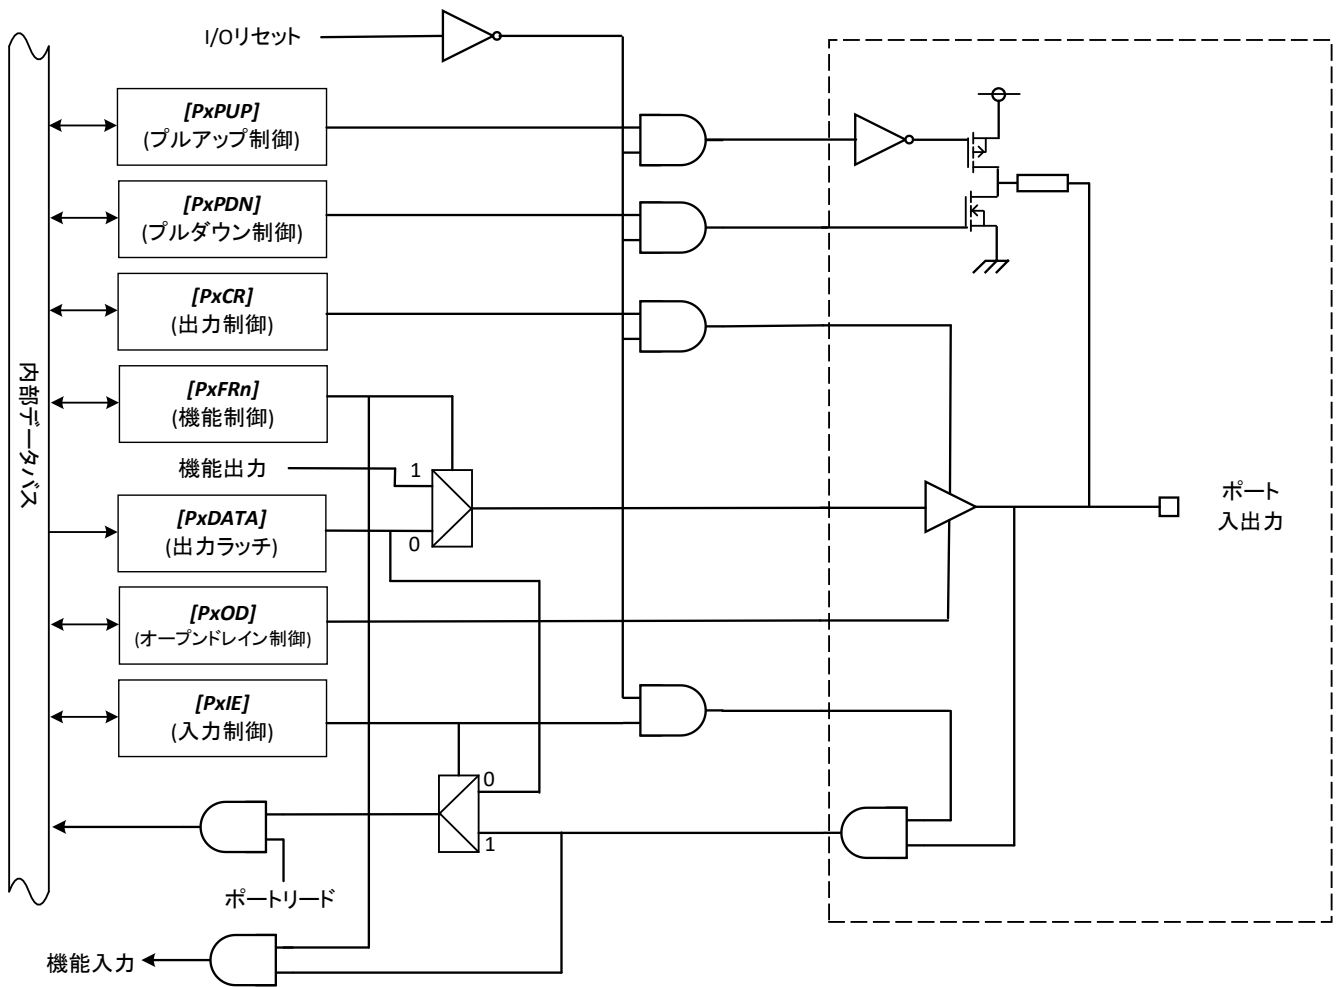 I/Oリセット
[PxPUP]
(プルアップ制御)
[PxPDN]
(プルダウン制御)
[PxCR]
(出力制御)
内部データバス
[PxFRn]
(機能制御)
機能出力
1
[PxDATA]
(出力ラッチ)
0
ポート
入出力
[PxOD]
(オープンドレイン制御)
[PxIE]
(入力制御)
0
1
ポートリード
機能入力